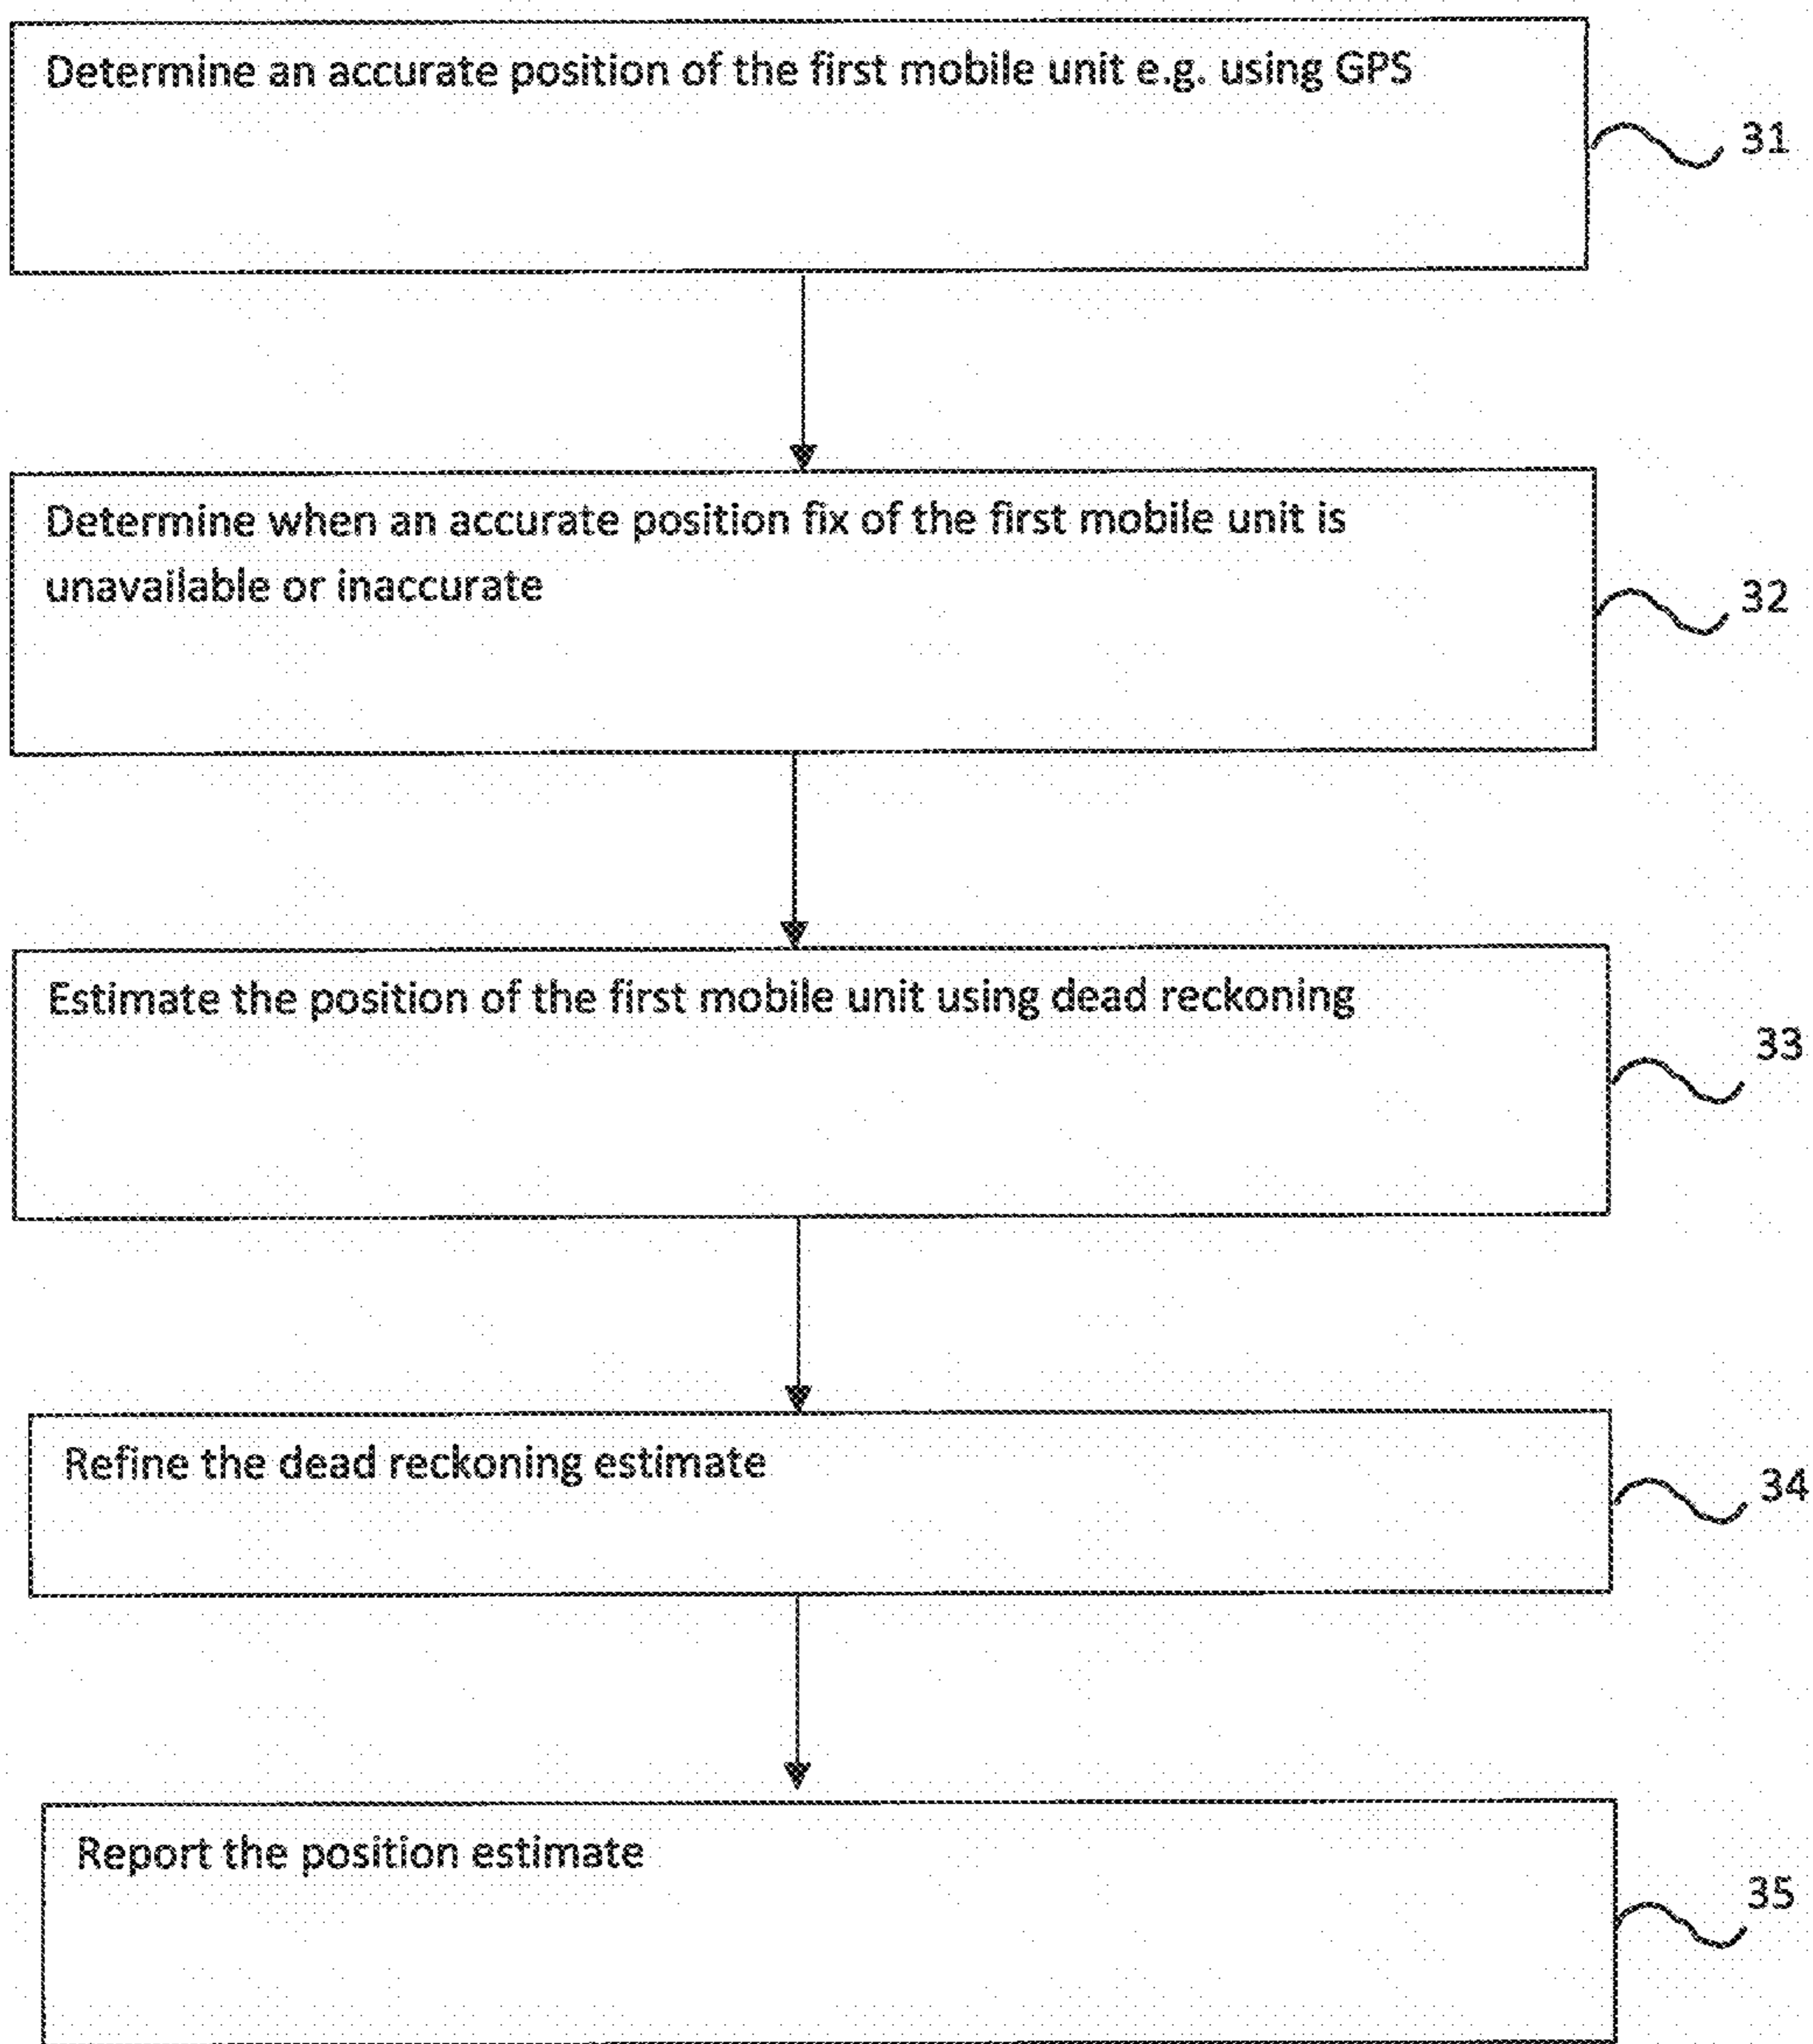 Determine an accurate position of the first mobile unit e.g. using GPS
31
Determine when an accurate position fix of the first mobile unit is
unavailable or inaccurate
32
Estimate the position of the first mobile unit using dead reckoning
33
Refine the dead reckoning estimate
34
Report the position estimate
35